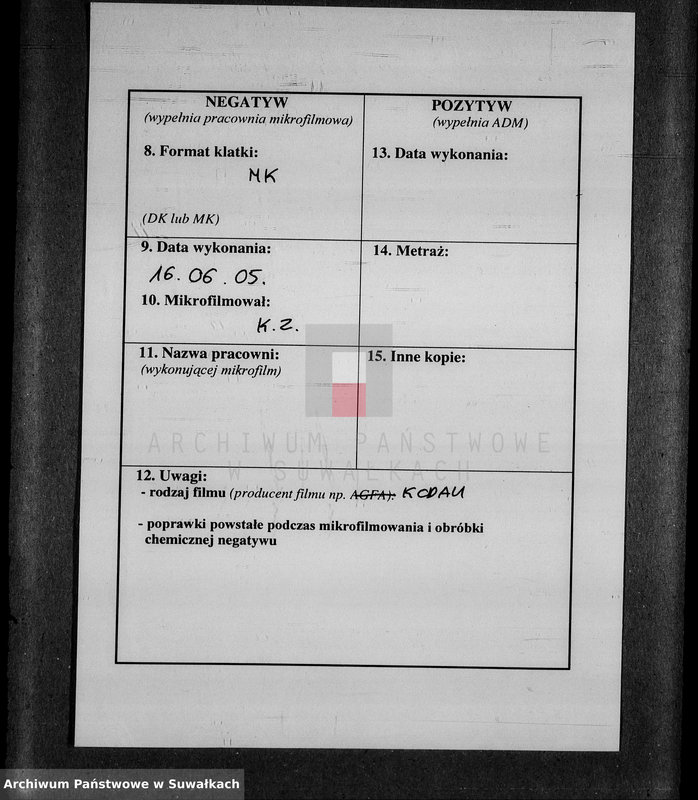 NEGATYW
(wypełnia pracownia mikrofilmowa)
8. Format klatki:
MK
(DK lub MK)
POZYTYW
(wypełnia ADM)
13. Data wykonania:
9. Data wykonania:
16.06.05.
10. Mikrofilmował:
K.Z.
14. Metraż:
11. Nazwa pracowni:
(wykonującej mikrofilm)
15. Inne kopie:
12. Uwagi:
- rodzaj filmu (producent filmu np. AGFA): KODAK
- poprawki powstałe podczas mikrofilmowania i obróbki
chemicznej negatywu
ARCHIWUM PAŃSTWOWE
W SUWAŁKACH
Archiwum Państwowe w Suwałkach